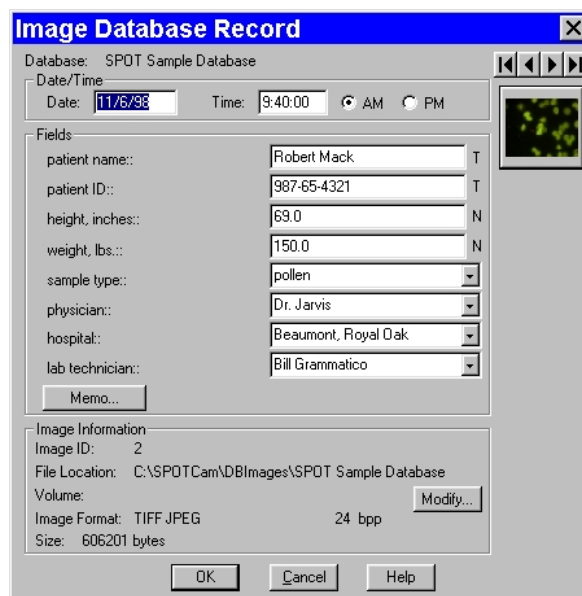 Image Database Record
Database: SPOT Sample Database
Date/Time
Date: 11/6/98 Time: 9:40:00 AM PM
Fields
patient name:: Robert Mack T
patient ID:: 987-65-4321 T
height, inches:: 69.0 N
weight, lbs.:: 150.0 N
sample type:: pollen
physician:: Dr. Jarvis
hospital:: Beaumont, Royal Oak
lab technician:: Bill Grammatico
Memo...
Image Information
Image ID: 2
File Location: C:\SPOTCam\DBImages\SPOT Sample Database
Volume:
Modify...
Image Format: TIFF JPEG 24 bpp
Size: 606201 bytes
OK Cancel Help